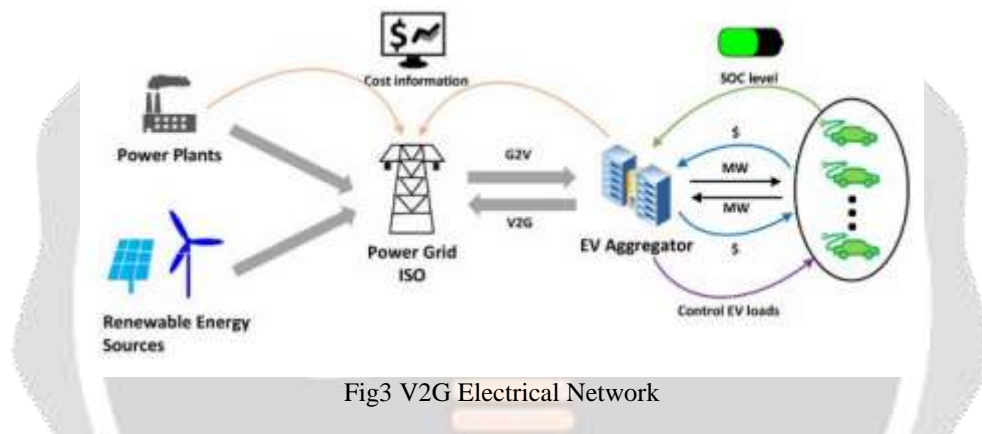 $
Cost information
SOC level
Power Plants
G2V
$
MW
MW
V2G
$
Power Grid
ISO
EV Aggregator
Control EV loads
Renewable Energy
Sources
Fig3 V2G Electrical Network